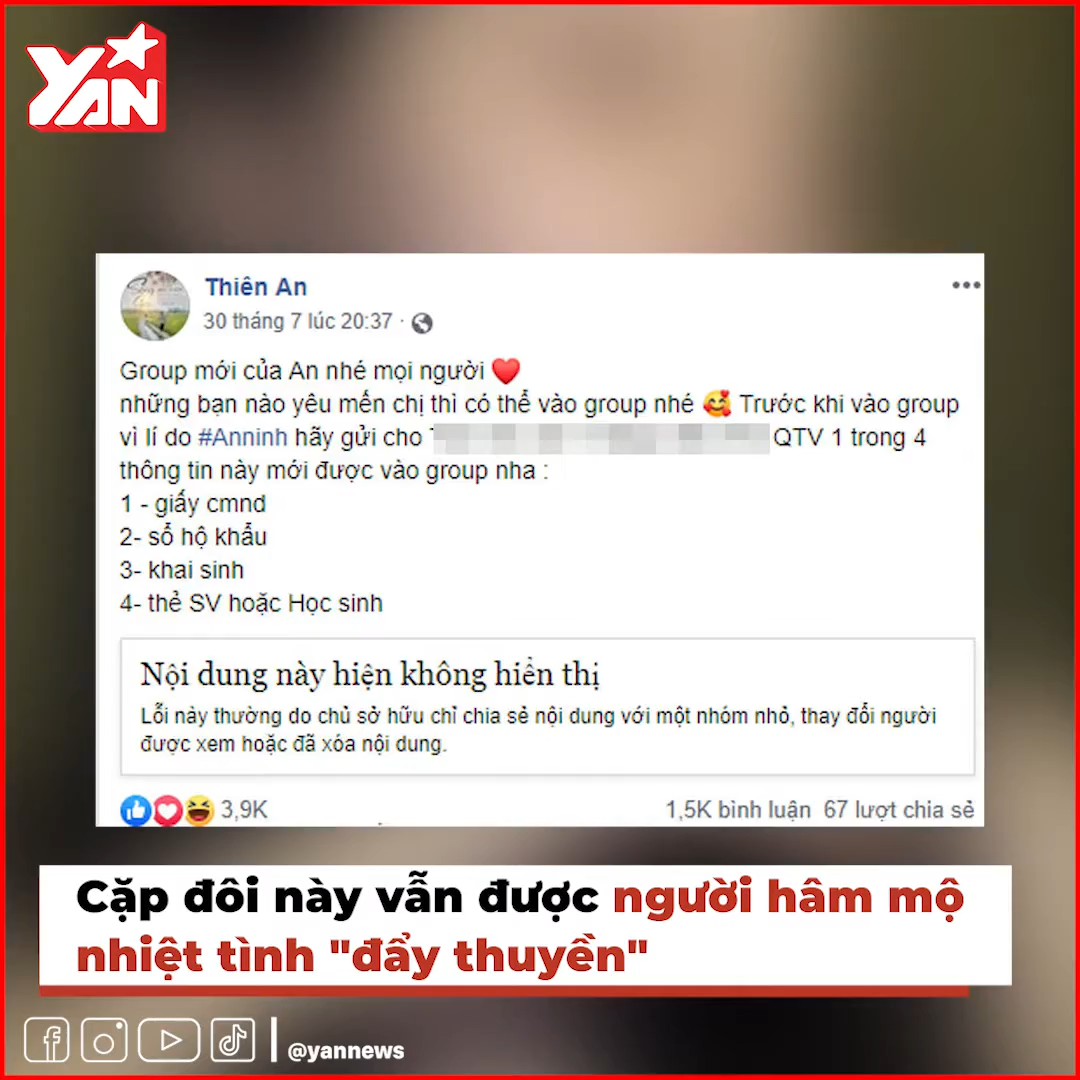 YAN
Thiên An
30 tháng 7 lúc 20:37 ·
Group mới của An nhé mọi người ❤️
những bạn nào yêu mến chị thì có thể vào group nhé 🥰 Trước khi vào group
vì lí do #Anninh hãy gửi cho QTV 1 trong 4
thông tin này mới được vào group nha :
1 - giấy cmnd
2- sổ hộ khẩu
3- khai sinh
4- thẻ SV hoặc Học sinh
Nội dung này hiện không hiển thị
Lỗi này thường do chủ sở hữu chỉ chia sẻ nội dung với một nhóm nhỏ, thay đổi người
được xem hoặc đã xóa nội dung.
3,9K 1,5K bình luận 67 lượt chia sẻ
Cặp đôi này vẫn được người hâm mộ
nhiệt tình "đẩy thuyền"
@yannews